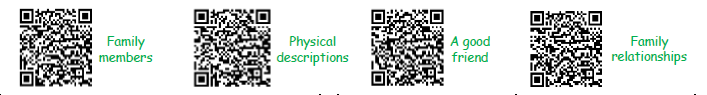 Family
members
Physical
descriptions
A good
friend
Family
relationships